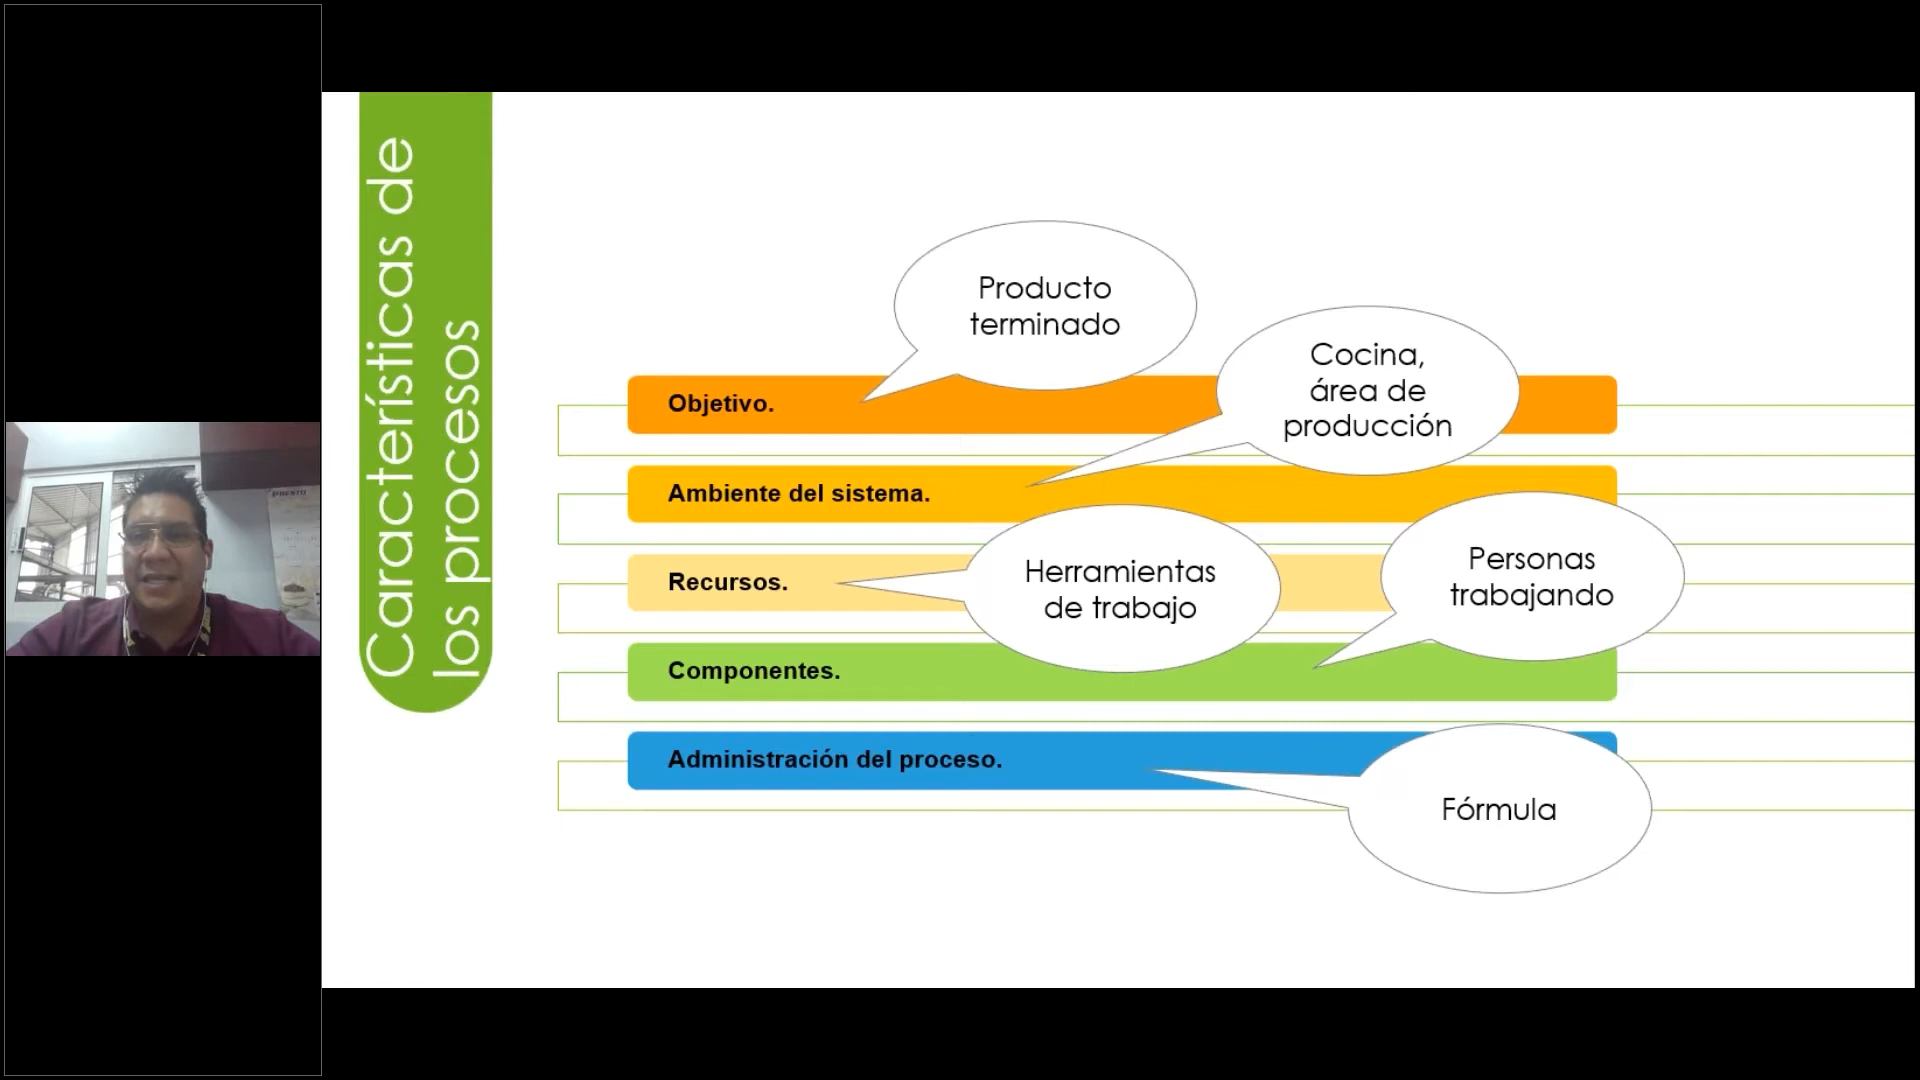 Características de
los procesos
Producto
terminado
Cocina,
área de
producción
Objetivo.
Ambiente del sistema.
Herramientas
de trabajo
Personas
trabajando
Recursos.
Componentes.
Administración del proceso.
Fórmula